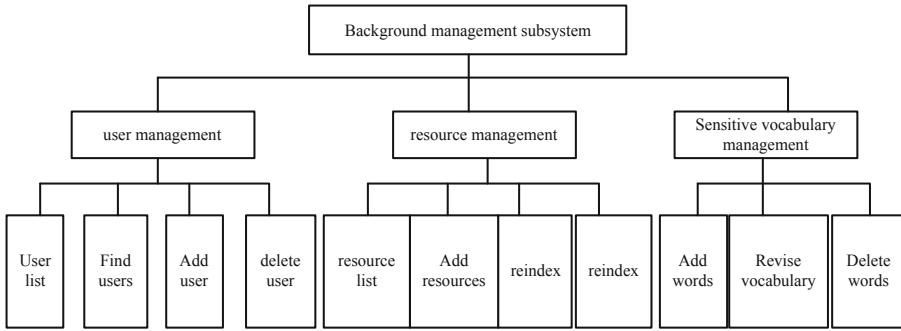 Background management subsystem
user management
resource management
Sensitive vocabulary
management
User
list
Find
users
Add
user
delete
user
resource
list
Add
resources
reindex
reindex
Add
words
Revise
vocabulary
Delete
words